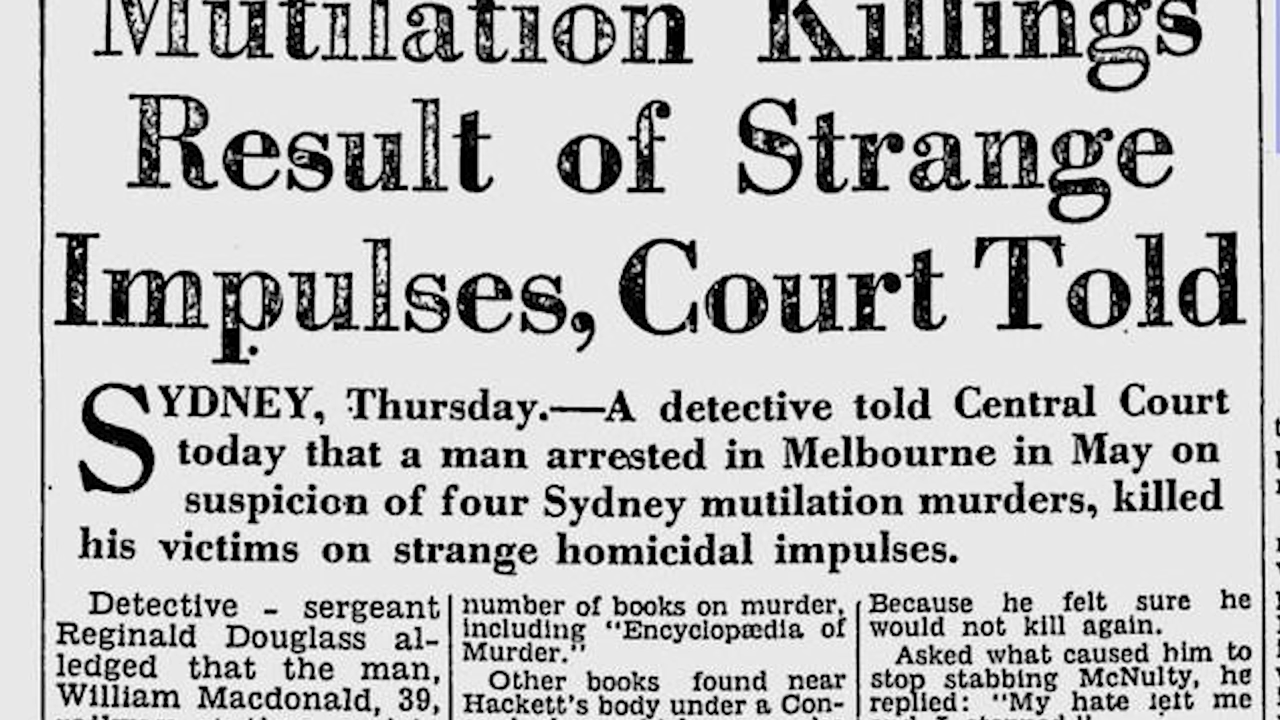 Mutilation Killings
Result of Strange
Impulses, Court Told
SYDNEY, Thursday.—A detective told Central Court
today that a man arrested in Melbourne in May on
suspicion of four Sydney mutilation murders, killed
his victims on strange homicidal impulses.
Detective - sergeant
Reginald Douglass al-
ledged that the man,
William Macdonald, 39,
number of books on murder,
including "Encyclopædia of
Murder."
Other books found near
Hackett's body under a Con-
Because he felt sure he
would not kill again.
Asked what caused him to
stop stabbing McNulty, he
replied: "My hate left me